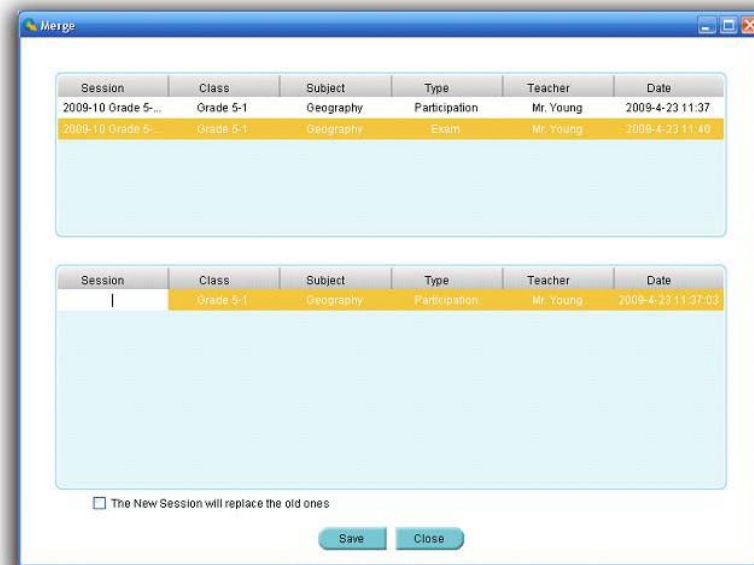 Merge
Session Class Subject Type Teacher Date
2009-10 Grade 5-... Grade 5-1 Geography Participation Mr. Young 2009-4-23 11:37
2009-10 Grade 5-... Grade 5-1 Geography Exam Mr. Young 2009-4-23 11:40
Session Class Subject Type Teacher Date
Grade 5-1 Geography Participation Mr. Young 2009-4-23 11:37:03
The New Session will replace the old ones
Save Close